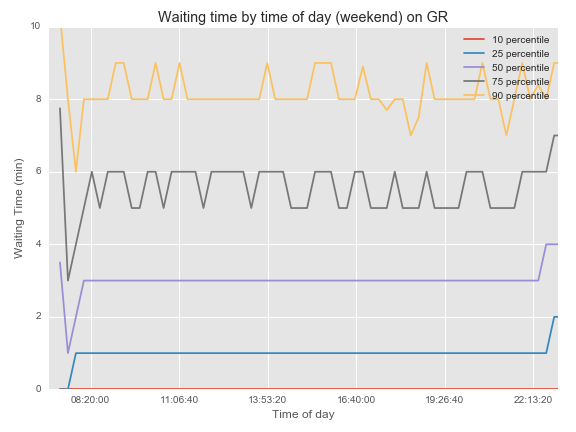 Waiting time by time of day (weekend) on GR
10 percentile
25 percentile
50 percentile
75 percentile
90 percentile
10
8
6
4
2
0
Waiting Time (min)
08:20:00 11:06:40 13:53:20 16:40:00 19:26:40 22:13:20
Time of day